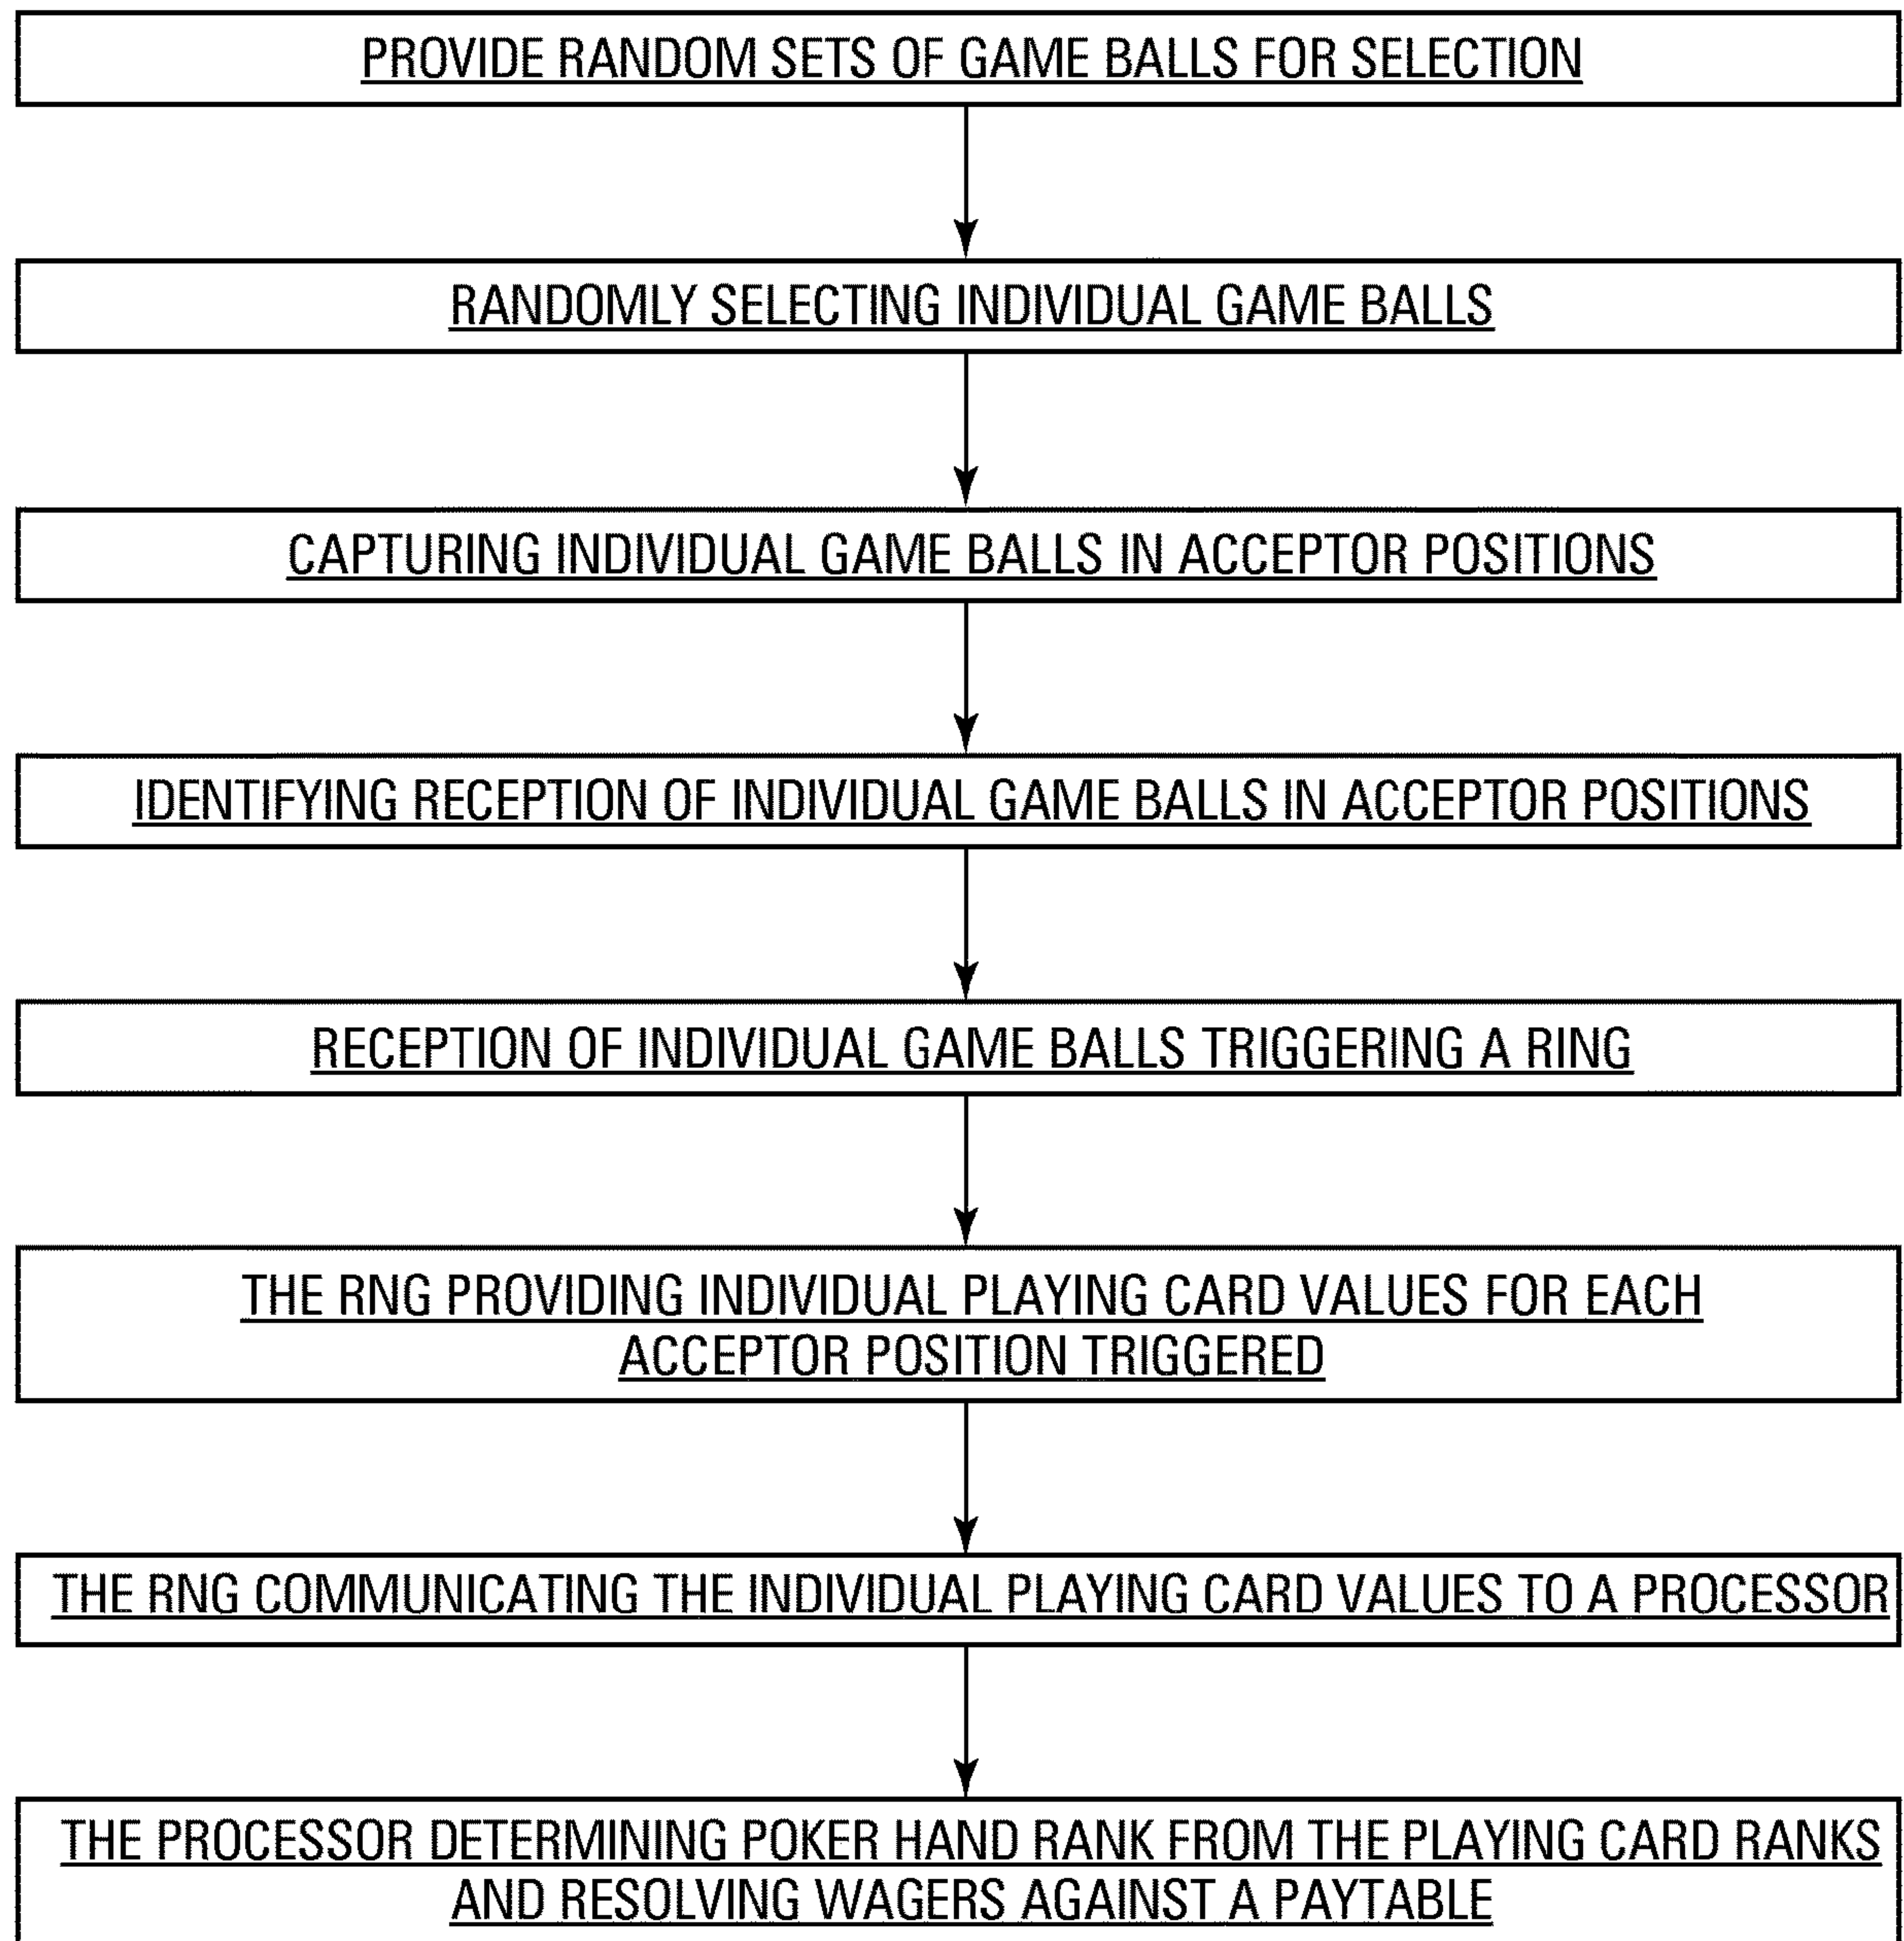 PROVIDE RANDOM SETS OF GAME BALLS FOR SELECTION
RANDOMLY SELECTING INDIVIDUAL GAME BALLS
CAPTURING INDIVIDUAL GAME BALLS IN ACCEPTOR POSITIONS
IDENTIFYING RECEPTION OF INDIVIDUAL GAME BALLS IN ACCEPTOR POSITIONS
RECEPTION OF INDIVIDUAL GAME BALLS TRIGGERING A RING
THE RNG PROVIDING INDIVIDUAL PLAYING CARD VALUES FOR EACH
ACCEPTOR POSITION TRIGGERED
THE RNG COMMUNICATING THE INDIVIDUAL PLAYING CARD VALUES TO A PROCESSOR
THE PROCESSOR DETERMINING POKER HAND RANK FROM THE PLAYING CARD RANKS
AND RESOLVING WAGERS AGAINST A PAYTABLE